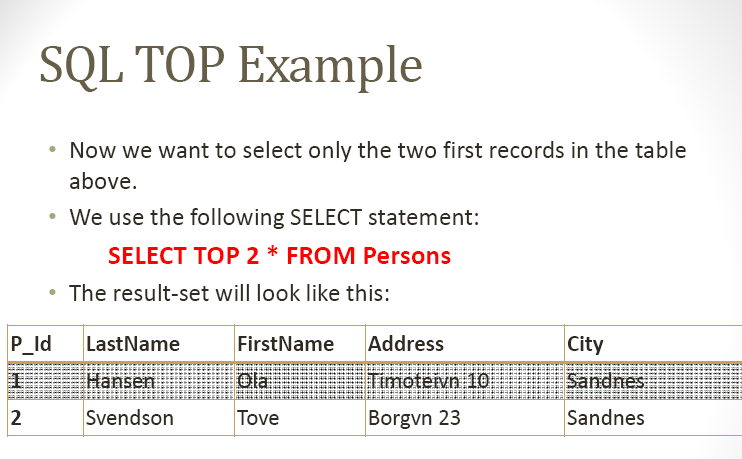 SQL TOP Example
• Now we want to select only the two first records in the table
above.
• We use the following SELECT statement:
SELECT TOP 2 * FROM Persons
• The result-set will look like this:
P_Id LastName FirstName Address City
1 Hansen Ola Timoteivn 10 Sandnes
2 Svendson Tove Borgvn 23 Sandnes